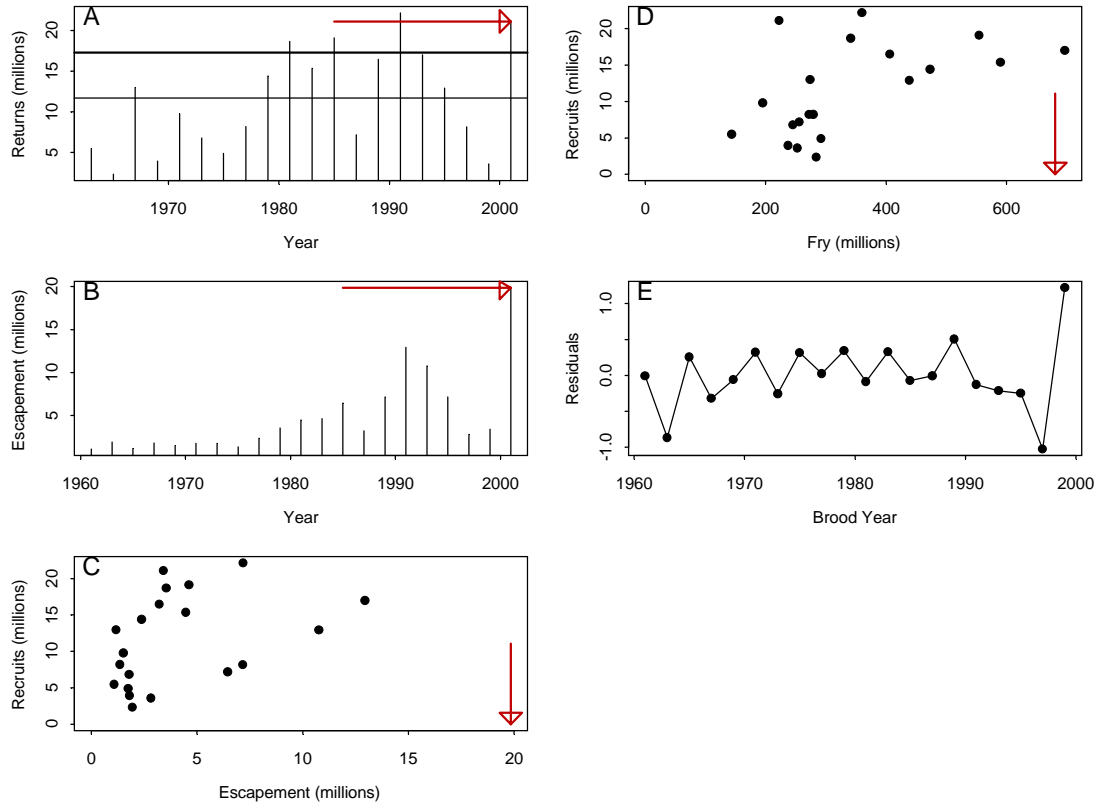 A
Returns (millions)
5 10 15 20
1970 1980 1990 2000
Year
B
Escapement (millions)
5 10 15 20
1960 1970 1980 1990 2000
Year
C
Recruits (millions)
0 5 10 15 20
0 5 10 15 20
Escapement (millions)
D
Recruits (millions)
0 5 10 15 20
0 200 400 600
Fry (millions)
E
Residuals
-1.0 0.0 1.0
1960 1970 1980 1990 2000
Brood Year